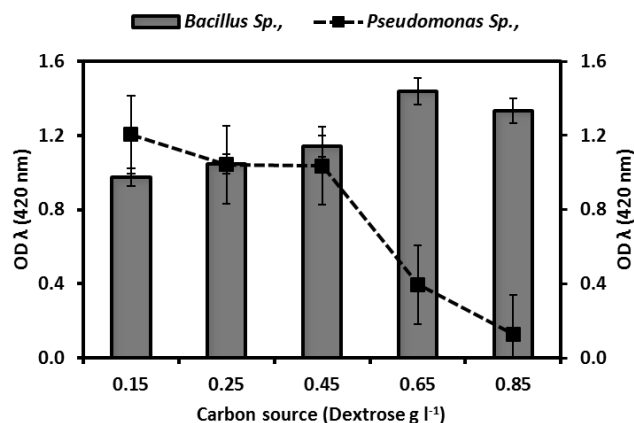 Bacillus Sp., Pseudomonas Sp.,
1.6 1.6
1.2 1.2
0.8 0.8
0.4 0.4
0.0 0.0
OD λ (420 nm)
OD λ (420 nm)
0.15 0.25 0.45 0.65 0.85
Carbon source (Dextrose g l⁻¹)